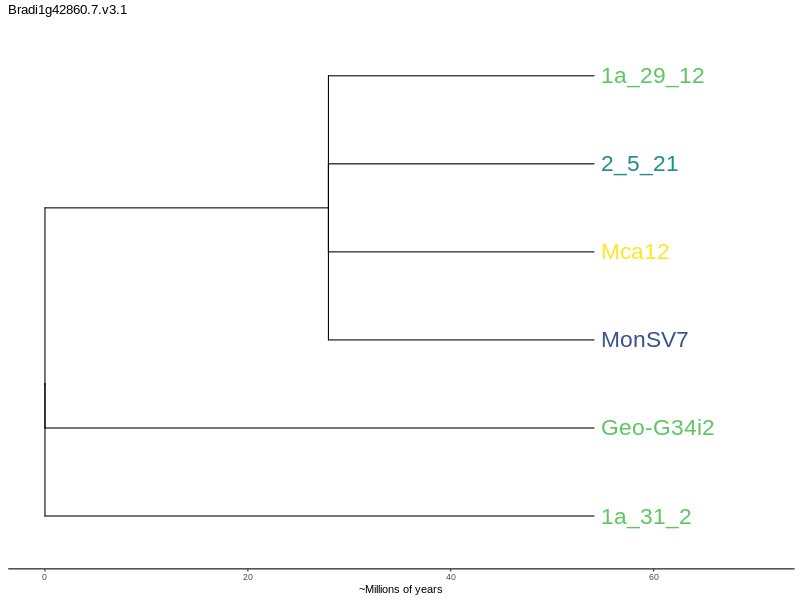 Bradi1g42860.7.v3.1
1a_29_12
2_5_21
Mca12
MonSV7
Geo-G34i2
1a_31_2
0 20 40 60
~Millions of years